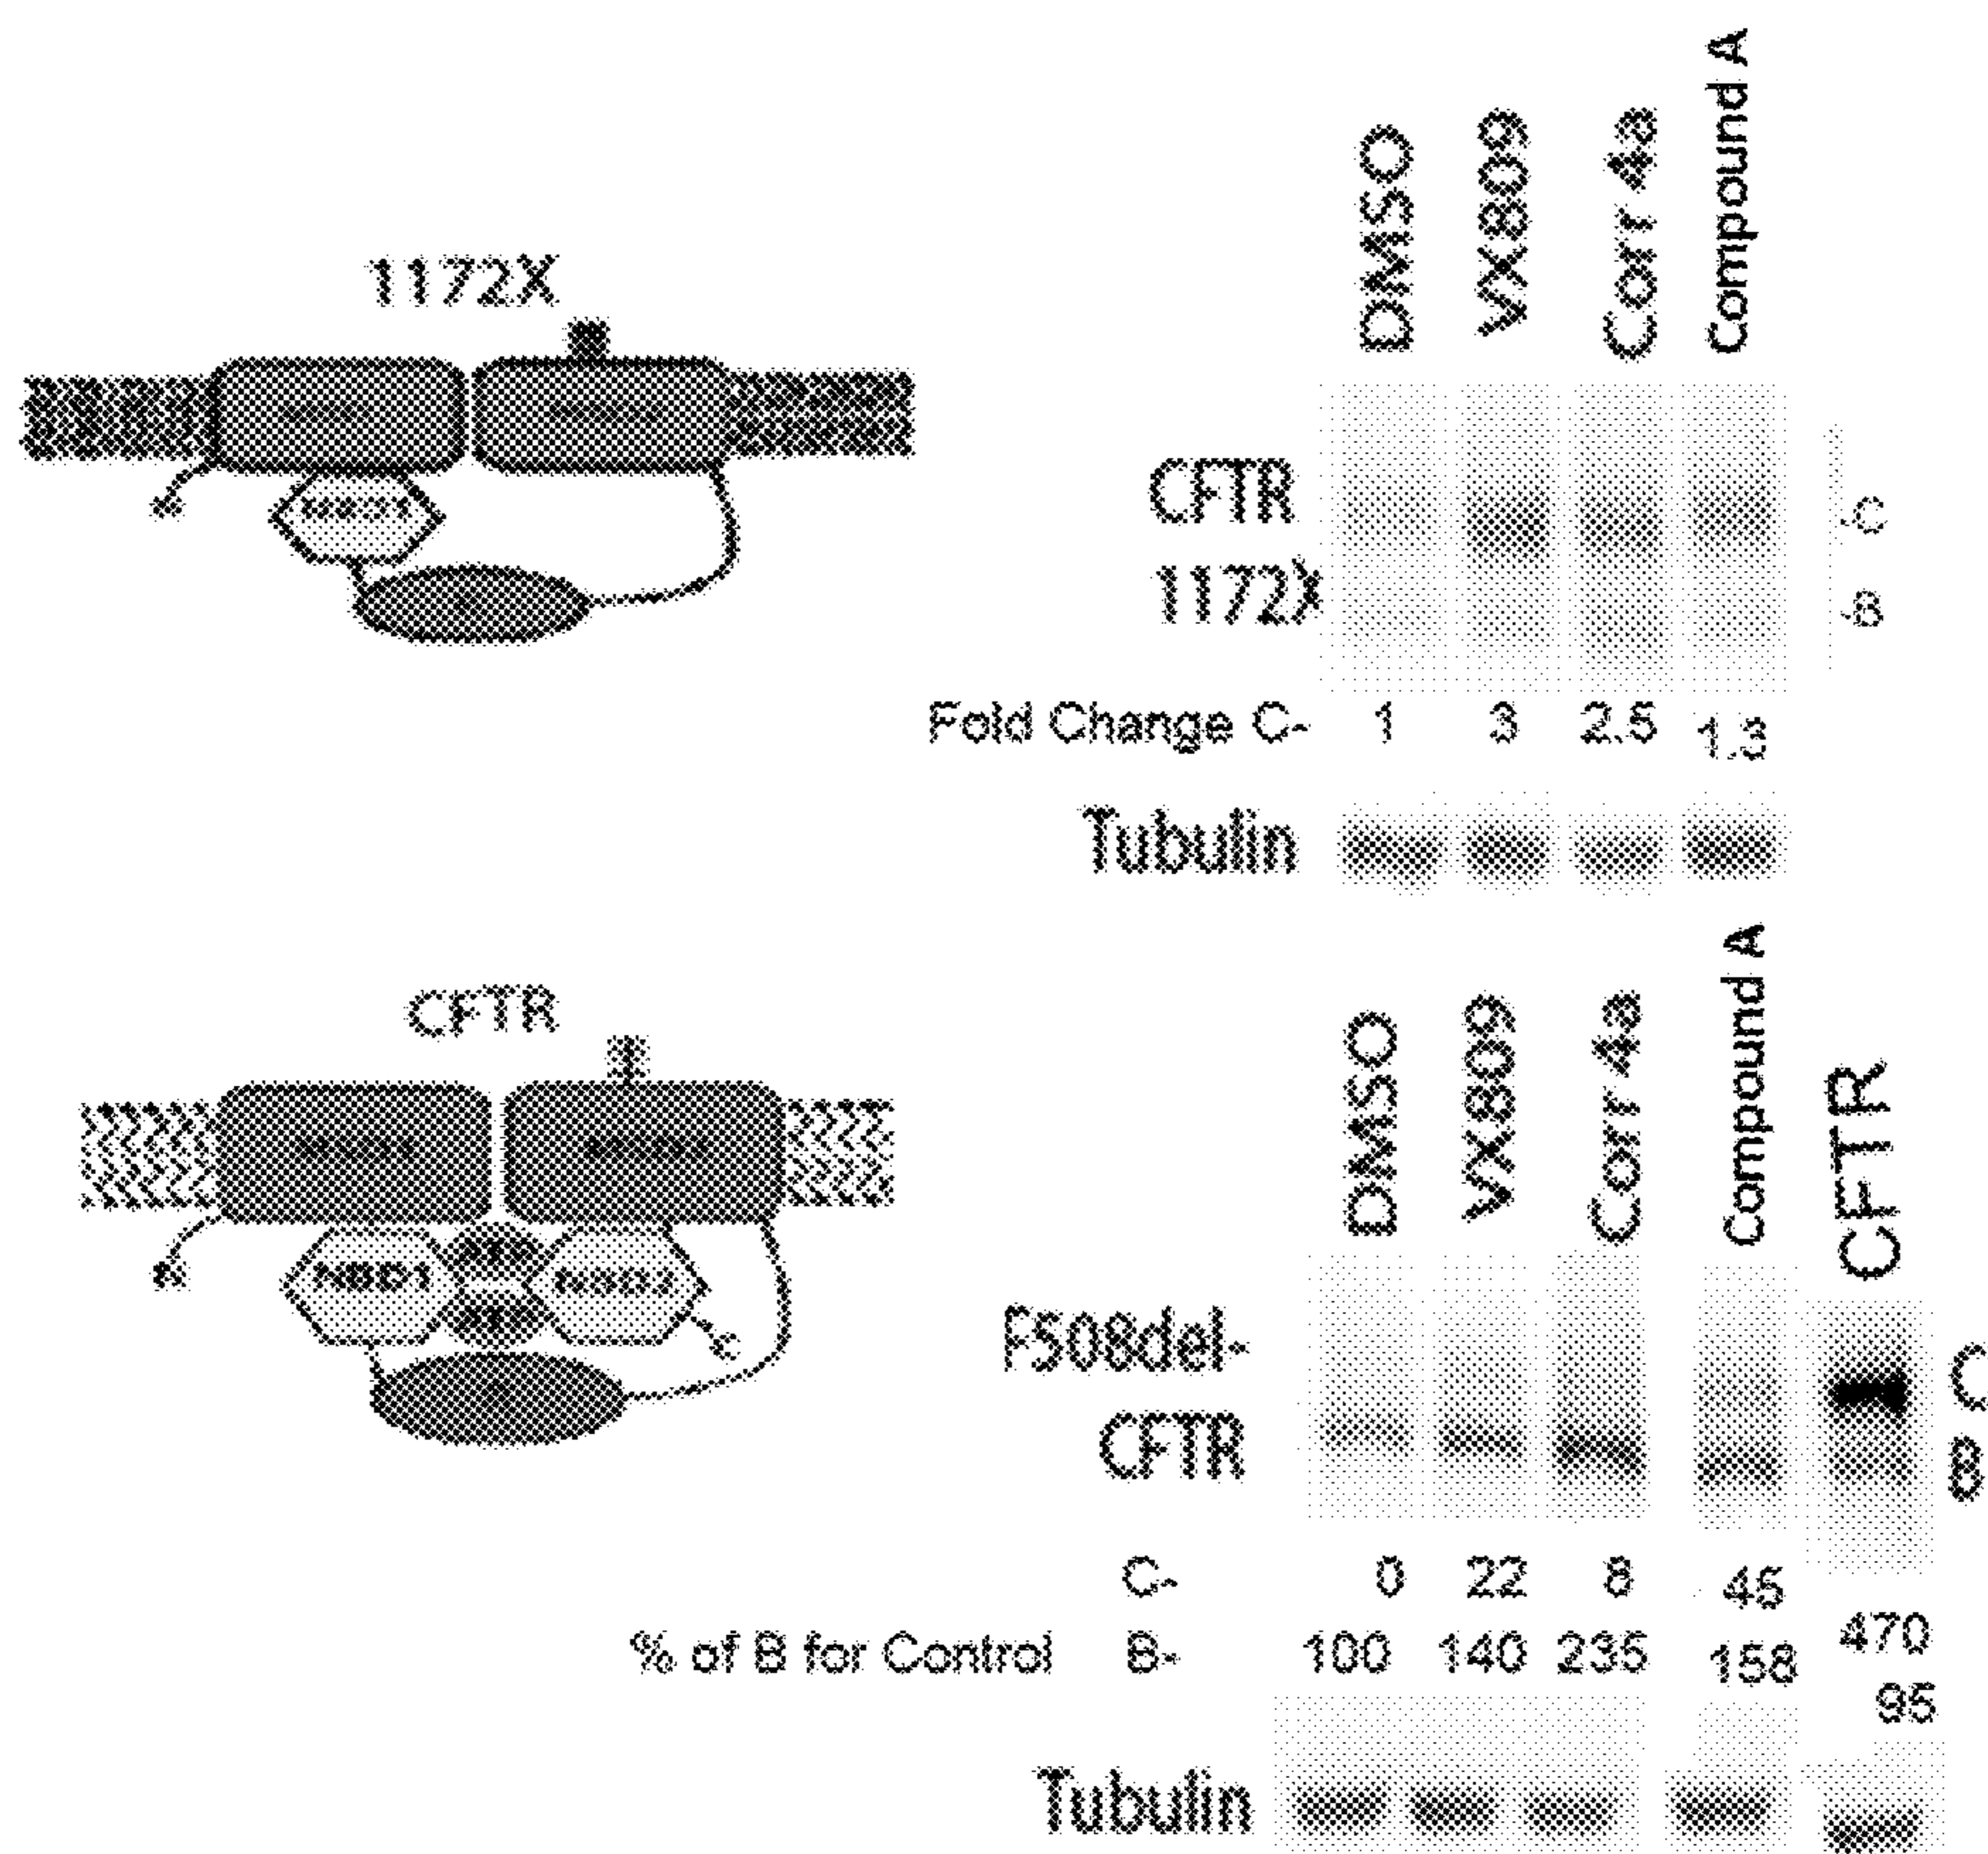 1172X
DMSO
VX809
Corr 4a
Compound A
CFTR
1172X
-C
-B
Fold Change C- 1 3 2.5 1.3
Tubulin
CFTR
N
NBD1
NBD2
C
DMSO
VX809
Corr 4a
Compound A
CFTR
F508del-
CFTR
C
B
C- 0 22 8 45 470
% of B for Control B- 100 140 235 158 95
Tubulin